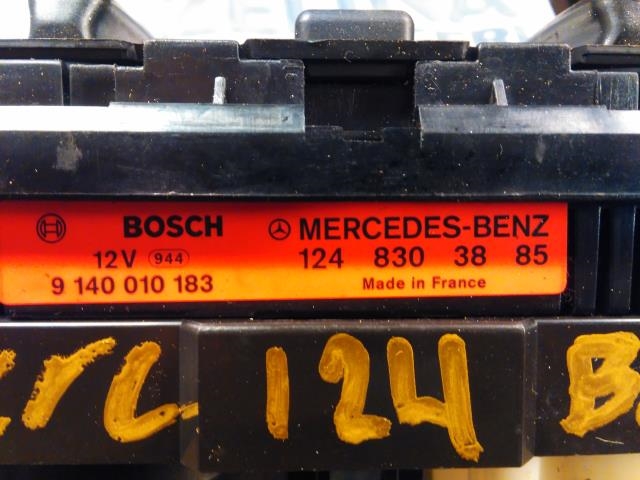 BOSCH MERCEDES-BENZ
12V 944 124 830 38 85
9 140 010 183 Made in France
124